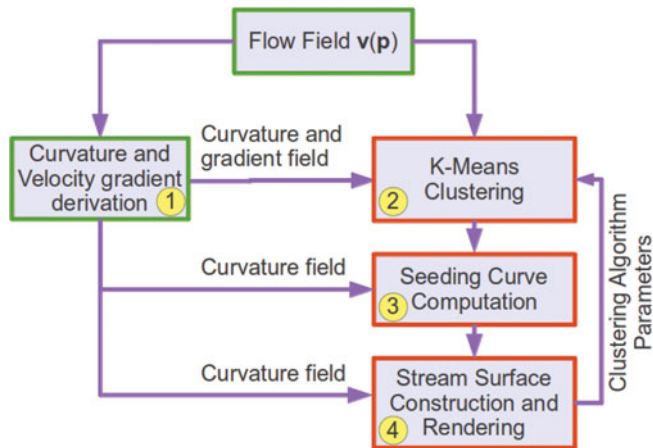 Flow Field v(p)
Curvature and
Velocity gradient
derivation
1
Curvature and
gradient field
K-Means
Clustering
2
Curvature field
Seeding Curve
Computation
3
Curvature field
Stream Surface
Construction and
Rendering
4
Clustering Algorithm
Parameters